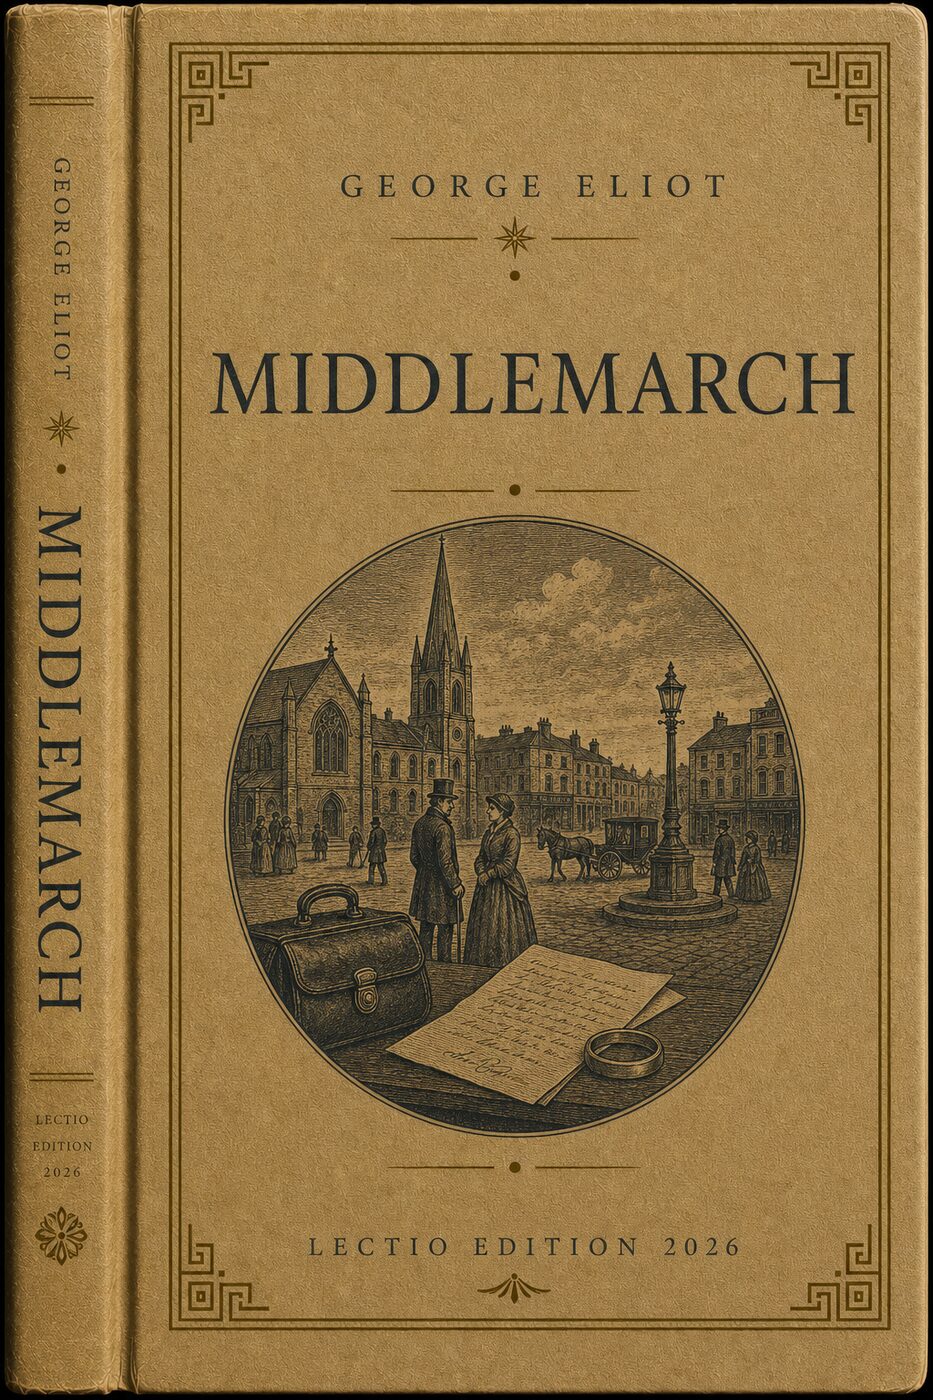 GEORGE ELIOT
MIDDLEMARCH
LECTIO
EDITION
2026
GEORGE ELIOT
MIDDLEMARCH
LECTIO EDITION 2026